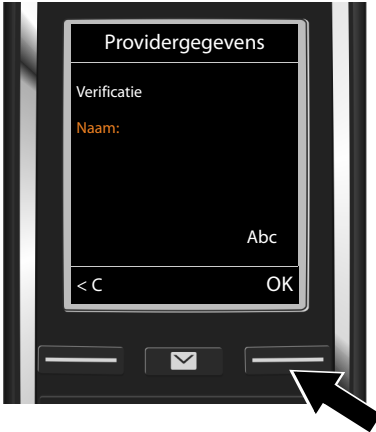 Providergegevens
Verificatie
Naam:
Abc
< C OK